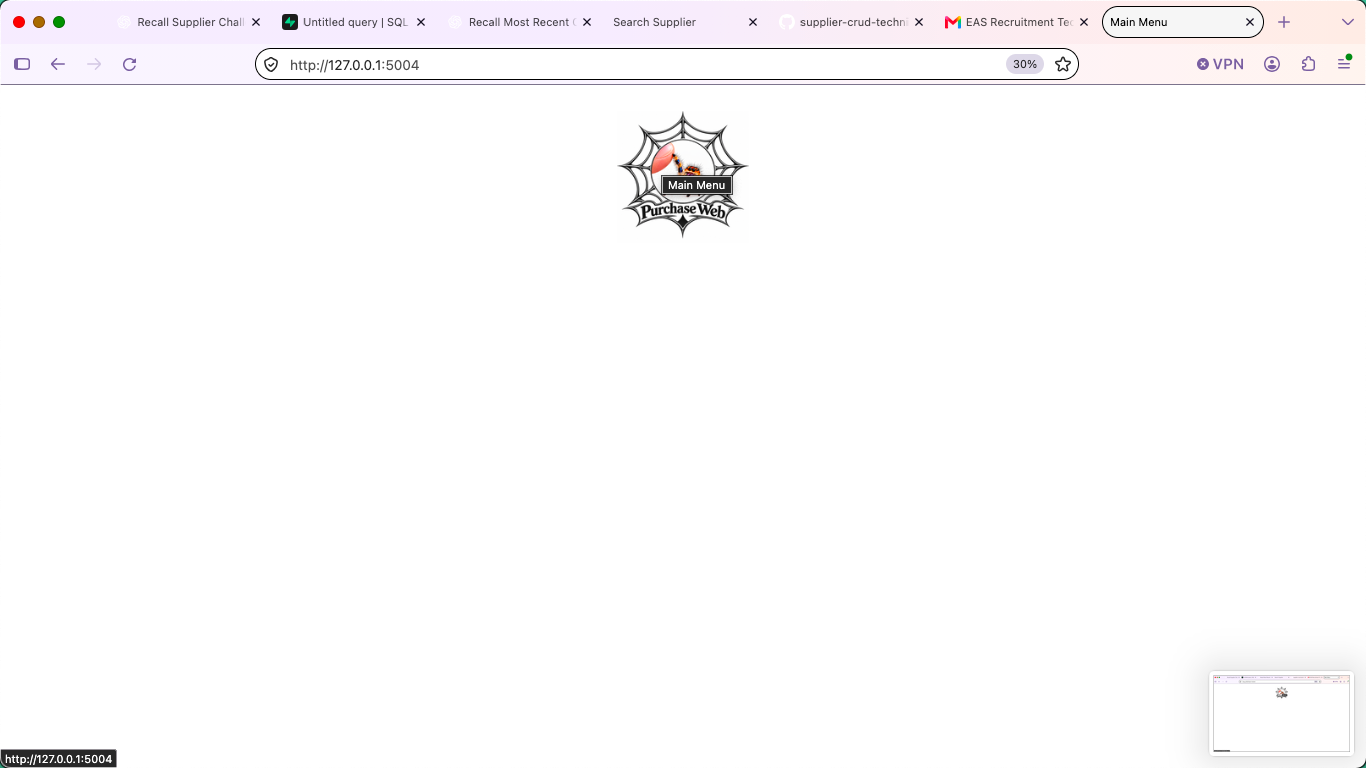 Recall Supplier Chall
Untitled query | SQL
Recall Most Recent C
Search Supplier
supplier-crud-techni
EAS Recruitment Tec
Main Menu
http://127.0.0.1:5004
30%
VPN
Main Menu
Purchase Web
http://127.0.0.1:5004